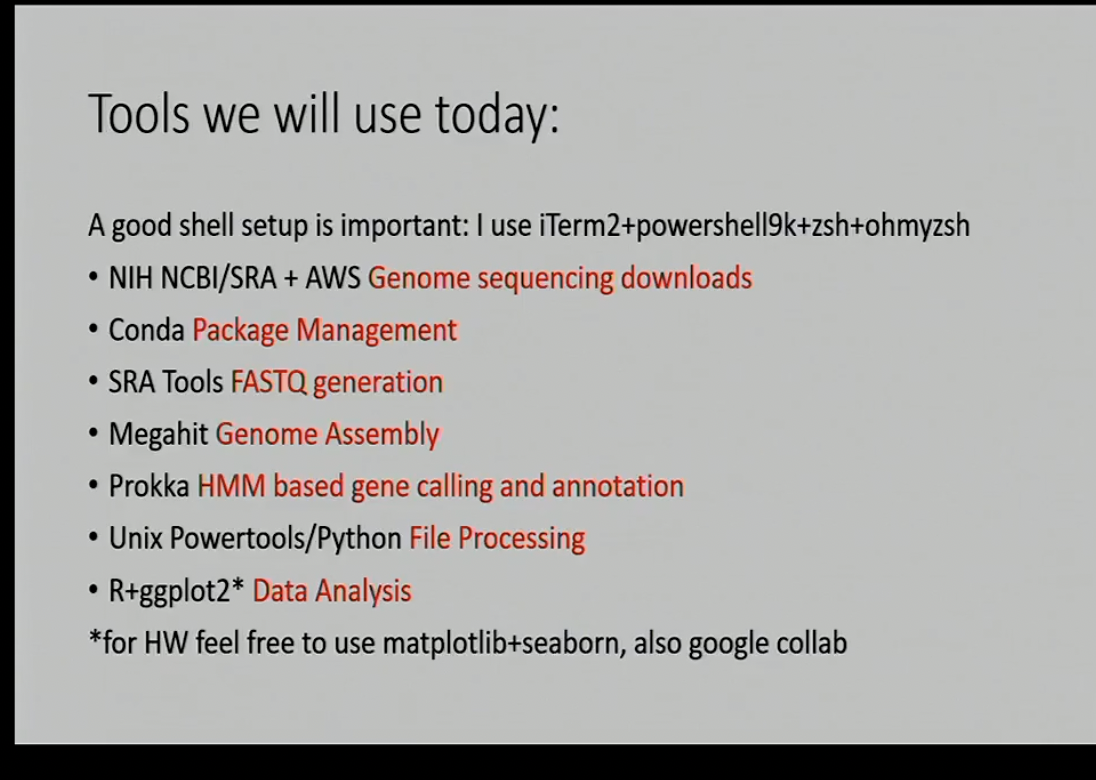 Tools we will use today:
A good shell setup is important: I use iTerm2+powershell9k+zsh+ohmyzsh
• NIH NCBI/SRA + AWS Genome sequencing downloads
• Conda Package Management
• SRA Tools FASTQ generation
• Megahit Genome Assembly
• Prokka HMM based gene calling and annotation
• Unix Powertools/Python File Processing
• R+ggplot2* Data Analysis
*for HW feel free to use matplotlib+seaborn, also google collab